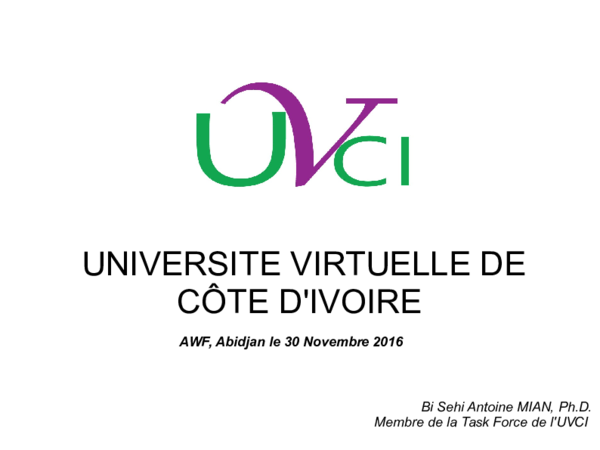 UVCI
UNIVERSITE VIRTUELLE DE
CÔTE D'IVOIRE
AWF, Abidjan le 30 Novembre 2016
Bi Sehi Antoine MIAN, Ph.D.
Membre de la Task Force de l'UVCI